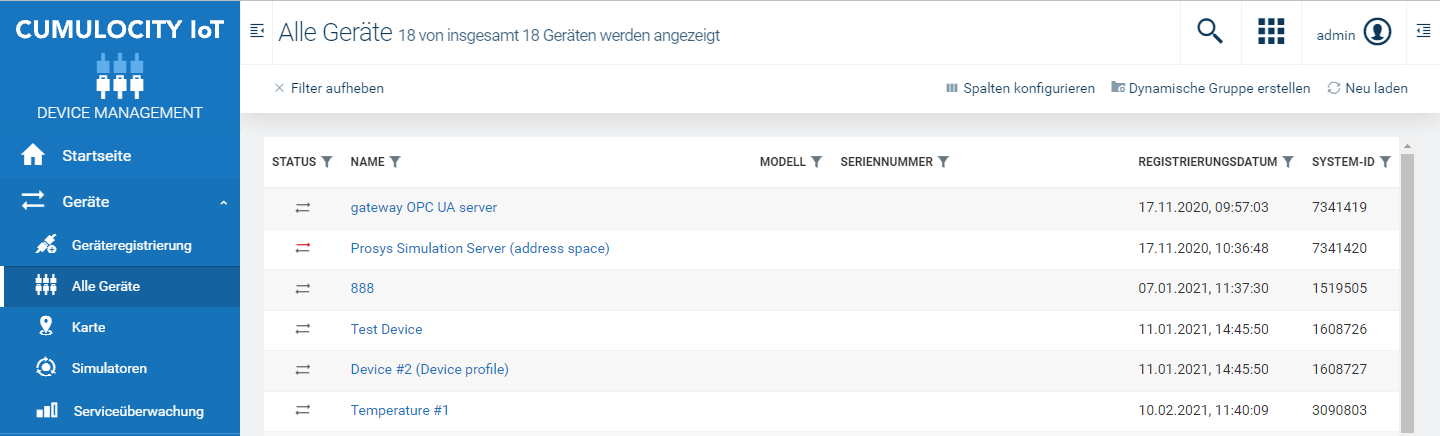 CUMULOCITY IoT
DEVICE MANAGEMENT
Startseite
Geräte
Geräteregistrierung
Alle Geräte
Karte
Simulatoren
Serviceüberwachung
Alle Geräte 18 von insgesamt 18 Geräten werden angezeigt
admin
Filter aufheben
Spalten konfigurieren Dynamische Gruppe erstellen Neu laden
STATUS NAME MODELL SERIENNUMMER REGISTRIERUNGSDATUM SYSTEM-ID
gateway OPC UA server 17.11.2020, 09:57:03 7341419
Prosys Simulation Server (address space) 17.11.2020, 10:36:48 7341420
888 07.01.2021, 11:37:30 1519505
Test Device 11.01.2021, 14:45:50 1608726
Device #2 (Device profile) 11.01.2021, 14:45:50 1608727
Temperature #1 10.02.2021, 11:40:09 3090803